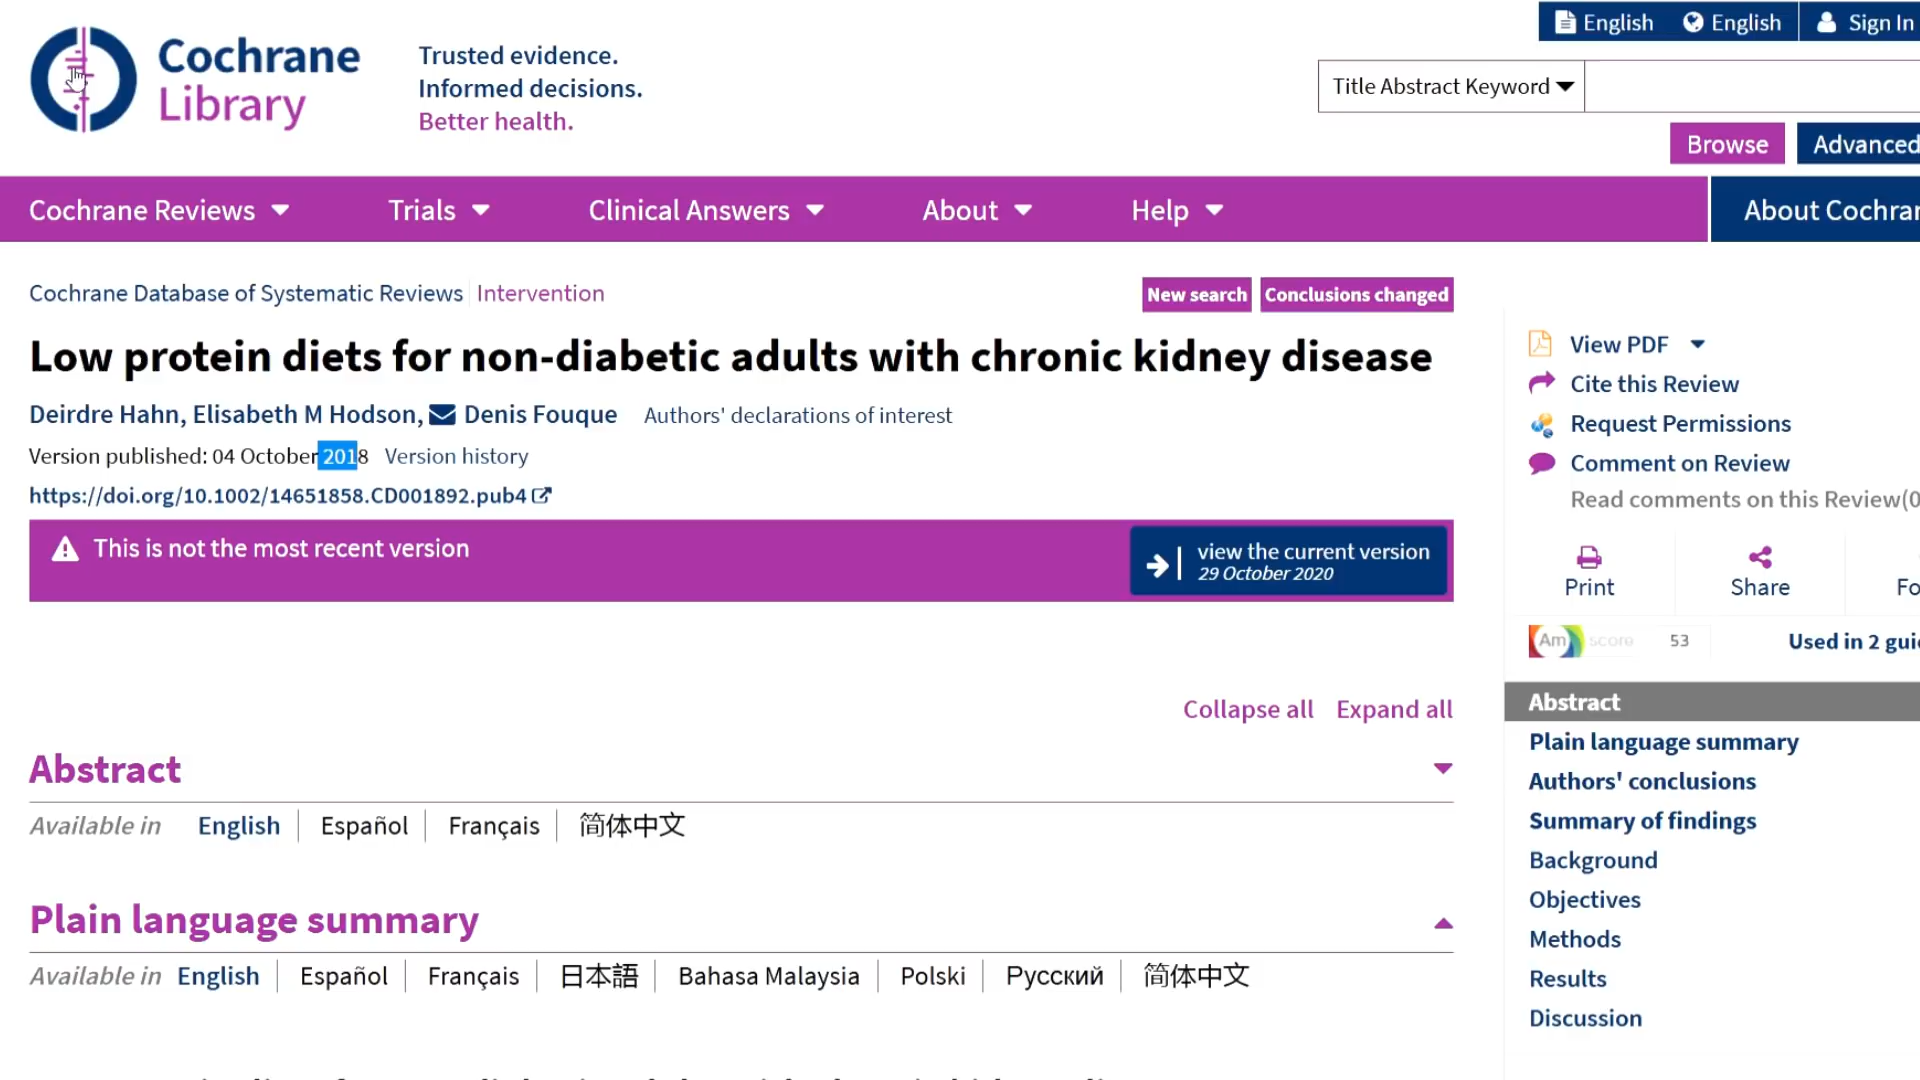 English English Sign In
Cochrane
Library
Trusted evidence.
Informed decisions.
Better health.
Title Abstract Keyword
Browse Advanced
Cochrane Reviews Trials Clinical Answers About Help About Cochran
Cochrane Database of Systematic Reviews Intervention
New search Conclusions changed
Low protein diets for non-diabetic adults with chronic kidney disease
Deirdre Hahn, Elisabeth M Hodson, Denis Fouque Authors' declarations of interest
Version published: 04 October 2018 Version history
https://doi.org/10.1002/14651858.CD001892.pub4
This is not the most recent version
view the current version
29 October 2020
Collapse all Expand all
Abstract
Available in English Español Français 简体中文
Plain language summary
Available in English Español Français 日本語 Bahasa Malaysia Polski Русский 简体中文
View PDF
Cite this Review
Request Permissions
Comment on Review
Read comments on this Review(0
Print Share Fo
Am score 53 Used in 2 gui
Abstract
Plain language summary
Authors' conclusions
Summary of findings
Background
Objectives
Methods
Results
Discussion